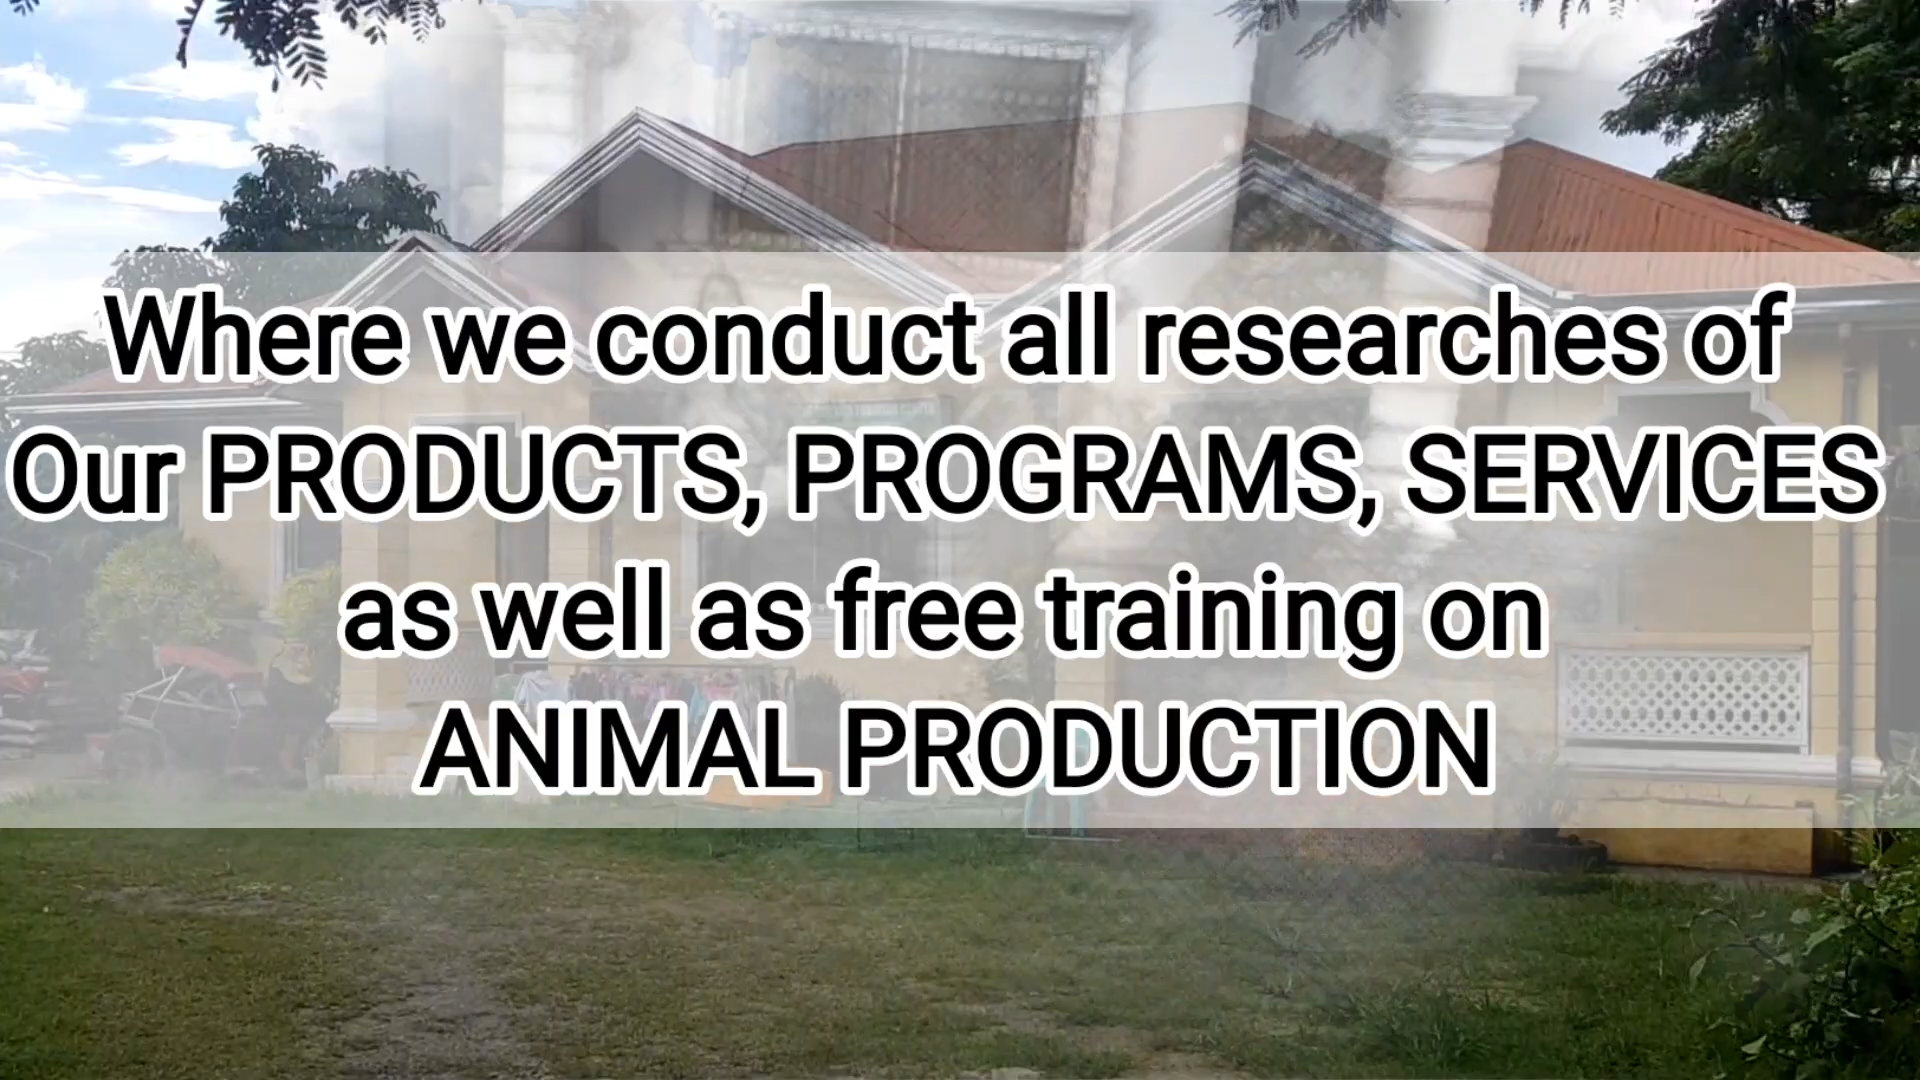 Where we conduct all researches of
Our PRODUCTS, PROGRAMS, SERVICES
as well as free training on
ANIMAL PRODUCTION